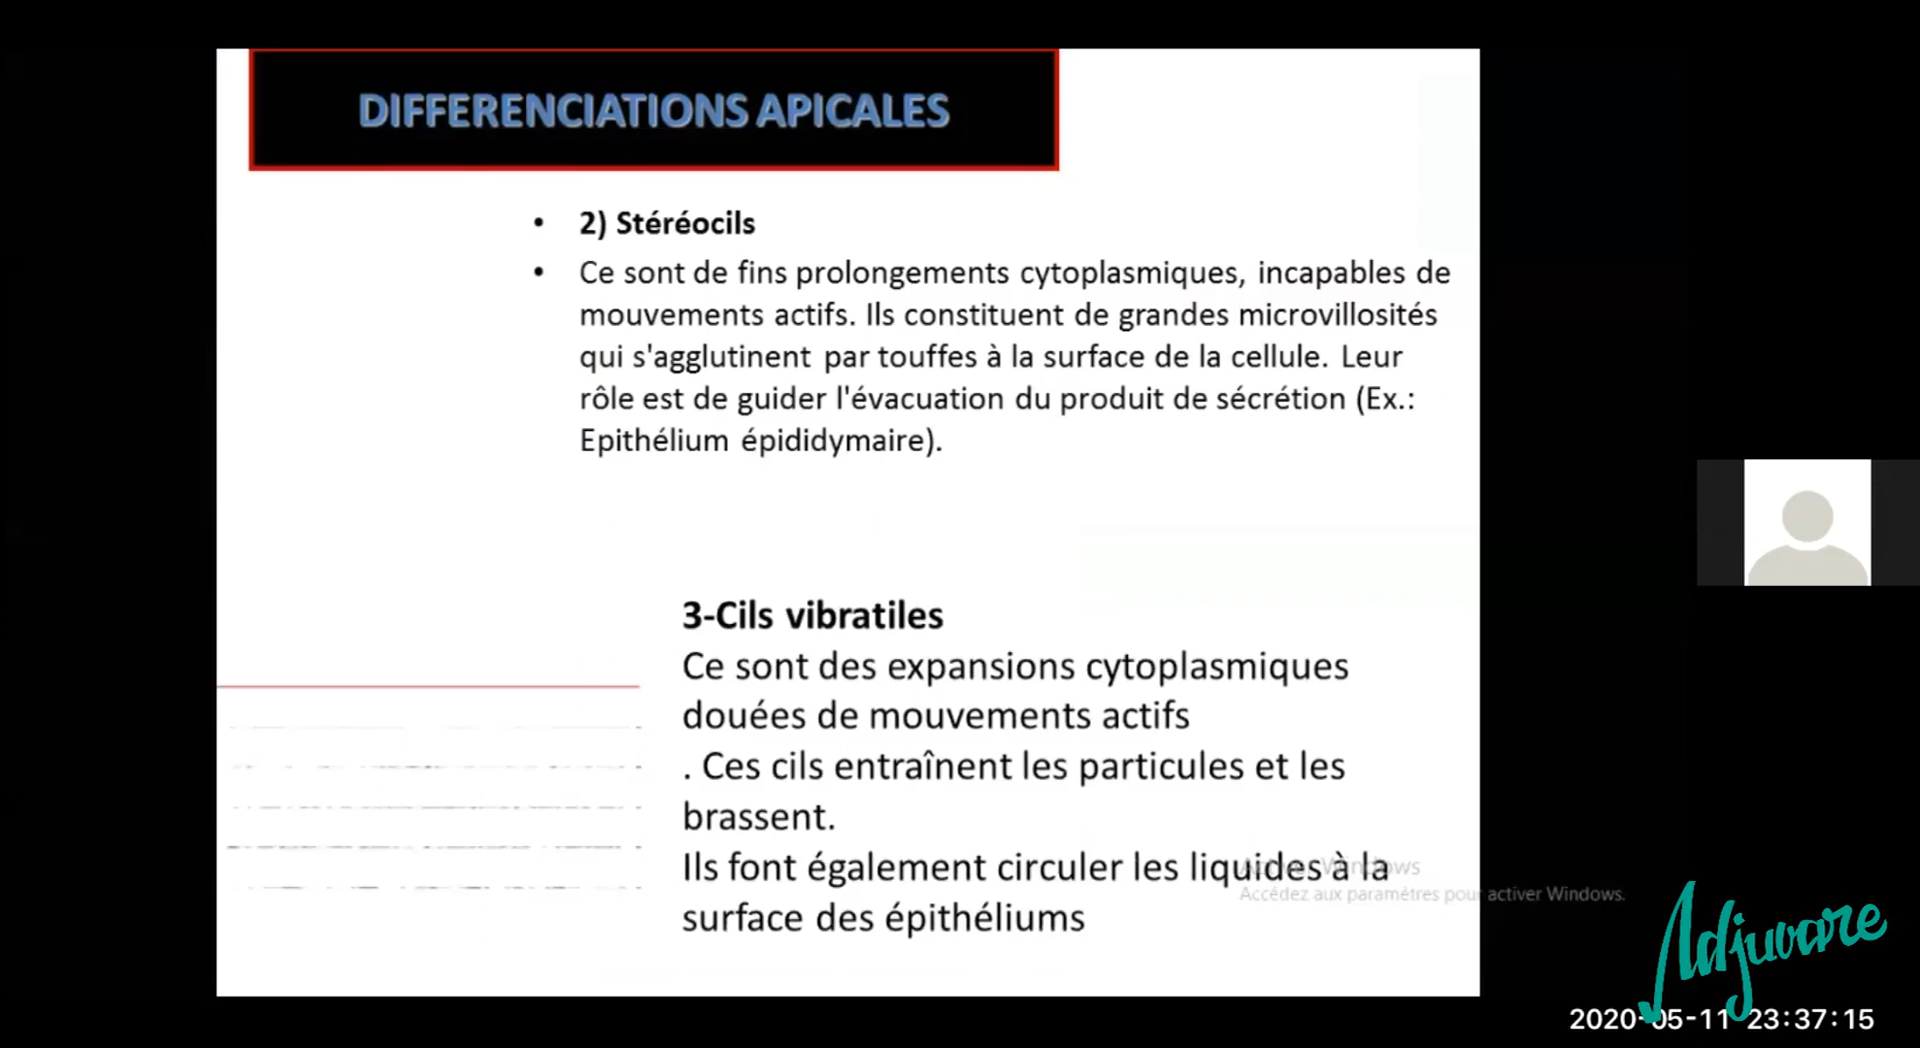 DIFFERENCIATIONS APICALES
• 2) Stéréocils
• Ce sont de fins prolongements cytoplasmiques, incapables de
mouvements actifs. Ils constituent de grandes microvillosités
qui s'agglutinent par touffes à la surface de la cellule. Leur
rôle est de guider l'évacuation du produit de sécrétion (Ex.:
Epithélium épididymaire).
3-Cils vibratiles
Ce sont des expansions cytoplasmiques
douées de mouvements actifs
. Ces cils entraînent les particules et les
brassent.
Ils font également circuler les liquides à la
surface des épithéliums
Activer Windows
Accédez aux paramètres pour activer Windows.
Adjuvare
2020-05-11 23:37:15